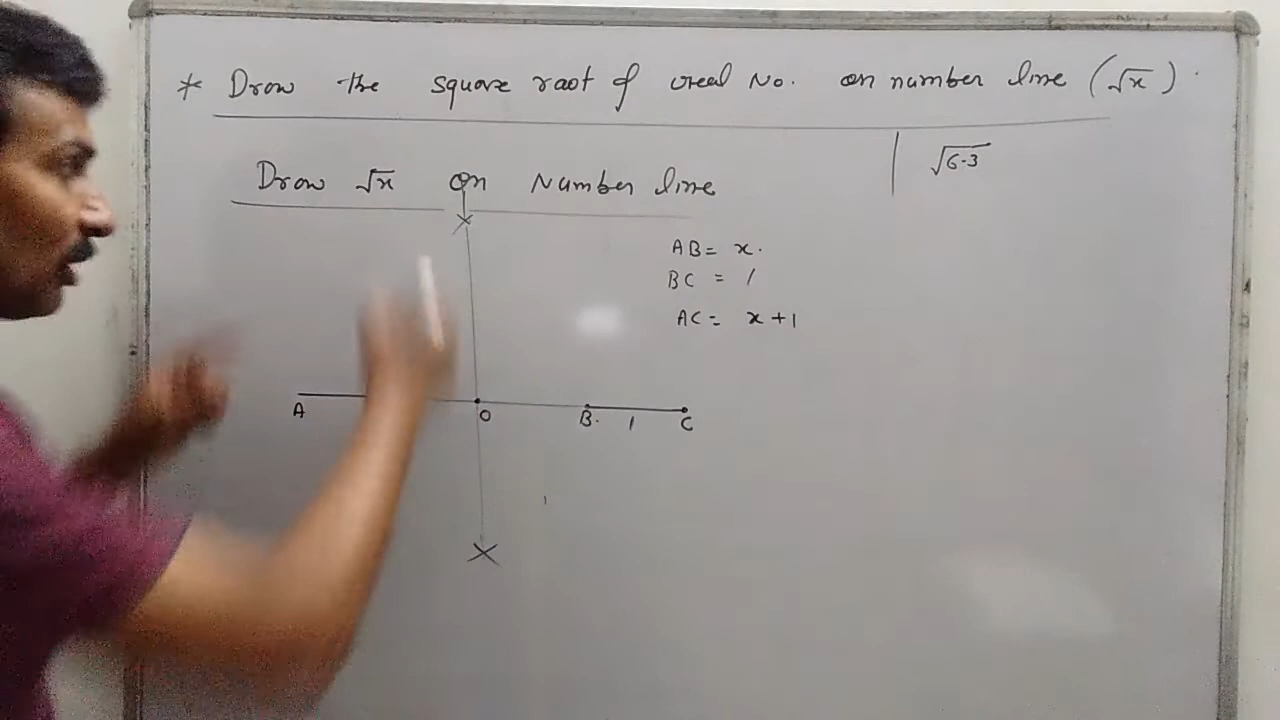 * Draw the square root of real No. on number line (√x).
√6.3
Draw √x on Number line
AB = x.
BC = 1
AC = x + 1
A O B. 1 C